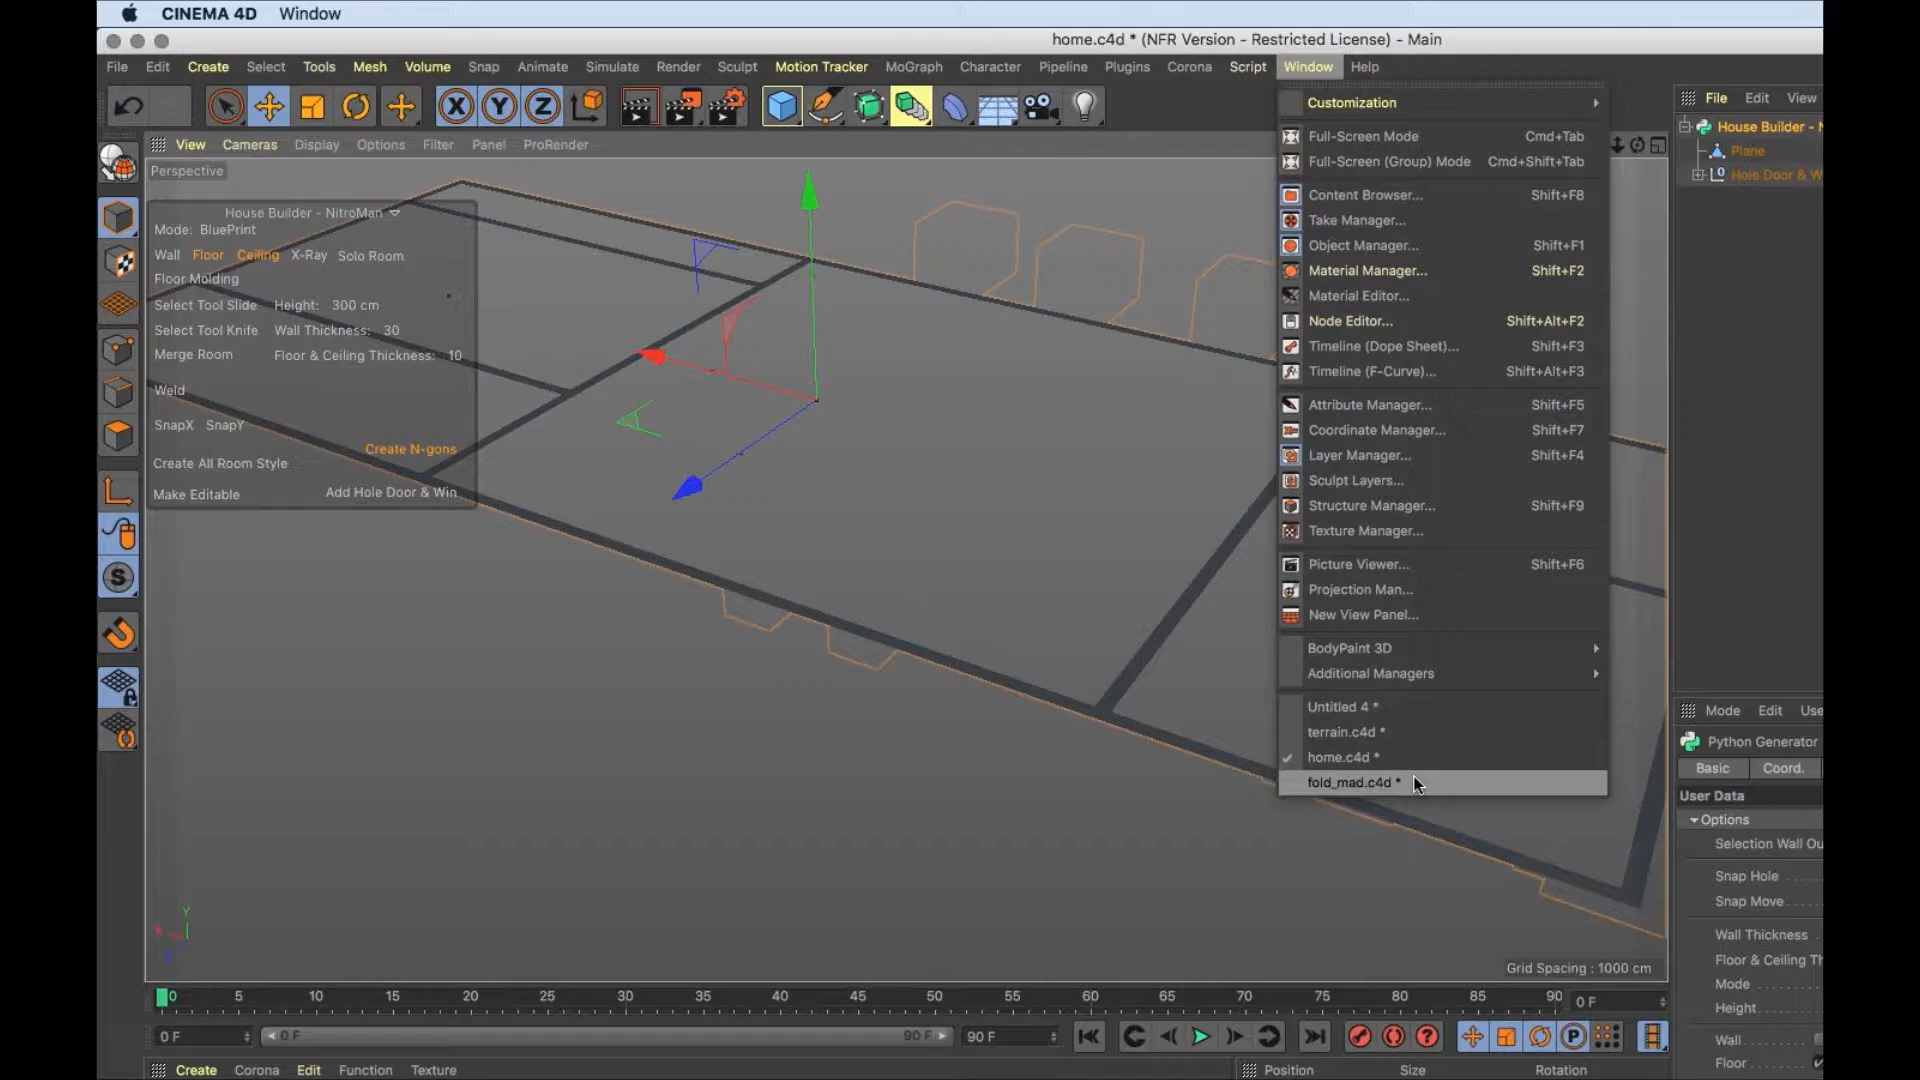 CINEMA 4D Window
home.c4d * (NFR Version - Restricted License) - Main
File Edit Create Select Tools Mesh Volume Snap Animate Simulate Render Sculpt Motion Tracker MoGraph Character Pipeline Plugins Corona Script Window Help
X Y Z
View Cameras Display Options Filter Panel ProRender
Perspective
House Builder - NitroMan
Mode: BluePrint
Wall Floor Ceiling X-Ray Solo Room
Floor Molding
Select Tool Slide Height: 300 cm
Select Tool Knife Wall Thickness: 30
Merge Room Floor & Ceiling Thickness: 10
Weld
SnapX SnapY
Create N-gons
Create All Room Style
Make Editable Add Hole Door & Win
S
Customization
Full-Screen Mode Cmd+Tab
Full-Screen (Group) Mode Cmd+Shift+Tab
Content Browser... Shift+F8
Take Manager...
Object Manager... Shift+F1
Material Manager... Shift+F2
Material Editor...
Node Editor... Shift+Alt+F2
Timeline (Dope Sheet)... Shift+F3
Timeline (F-Curve)... Shift+Alt+F3
Attribute Manager... Shift+F5
Coordinate Manager... Shift+F7
Layer Manager... Shift+F4
Sculpt Layers...
Structure Manager... Shift+F9
Texture Manager...
Picture Viewer... Shift+F6
Projection Man...
New View Panel...
BodyPaint 3D
Additional Managers
Untitled 4 *
terrain.c4d *
home.c4d *
fold_mad.c4d *
File Edit View
House Builder - N
Plane
Hole Door & W
Mode Edit Use
Python Generator
Basic Coord.
User Data
Options
Selection Wall Ou
Snap Hole
Snap Move
Wall Thickness
Floor & Ceiling Th
Mode
Height
Wall
Floor
Y
Grid Spacing : 1000 cm
0 5 10 15 20 25 30 35 40 45 50 55 60 65 70 75 80 85 90 0 F
0 F 0 F 90 F 90 F
P
Create Corona Edit Function Texture
Position Size Rotation